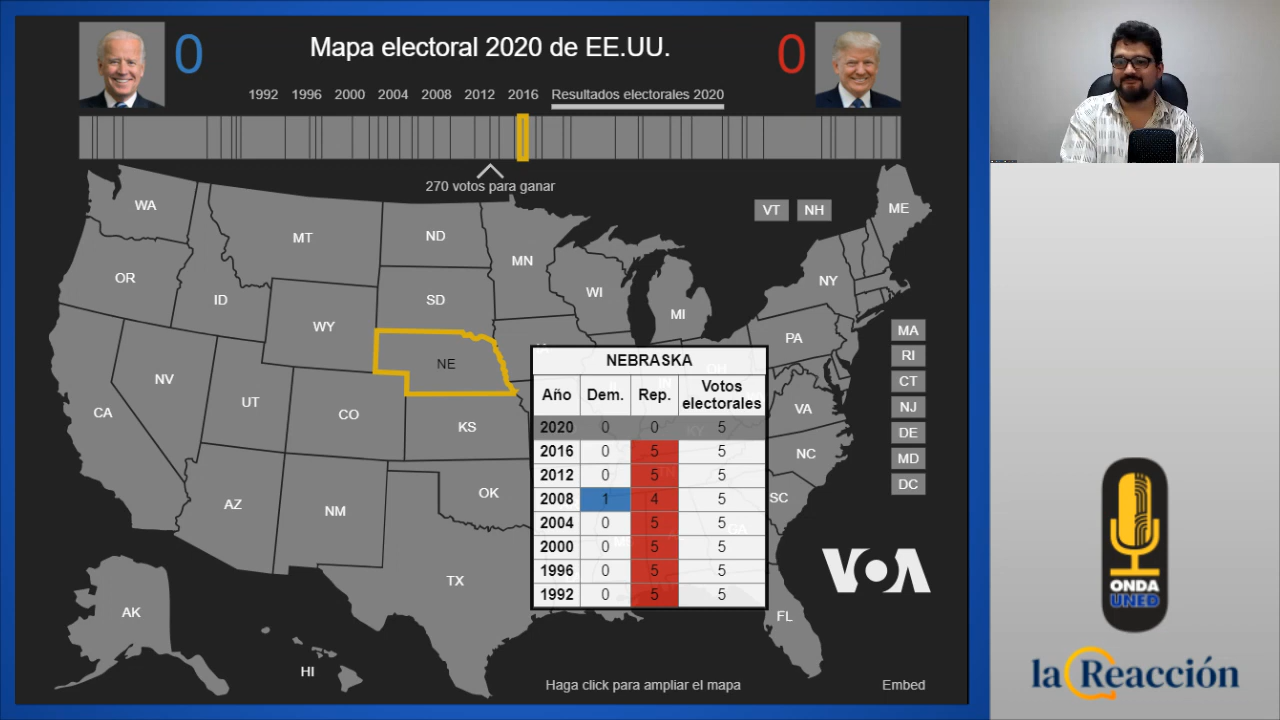 0
Mapa electoral 2020 de EE.UU.
0
1992 1996 2000 2004 2008 2012 2016 Resultados electorales 2020
270 votos para ganar
WA
MT
ND
MN
VT
NH
ME
OR
ID
SD
WI
MI
NY
WY
PA
MA
RI
NE
NV
UT
CO
KS
CA
VA
CT
NJ
DE
MD
DC
NC
AZ
NM
OK
SC
TX
AK
HI
FL
NEBRASKA
Año Dem. Rep. Votos
electorales
2020 0 0 5
2016 0 5 5
2012 0 5 5
2008 1 4 5
2004 0 5 5
2000 0 5 5
1996 0 5 5
1992 0 5 5
VOA
Haga click para ampliar el mapa
Embed
ONDA
UNED
la Reacción